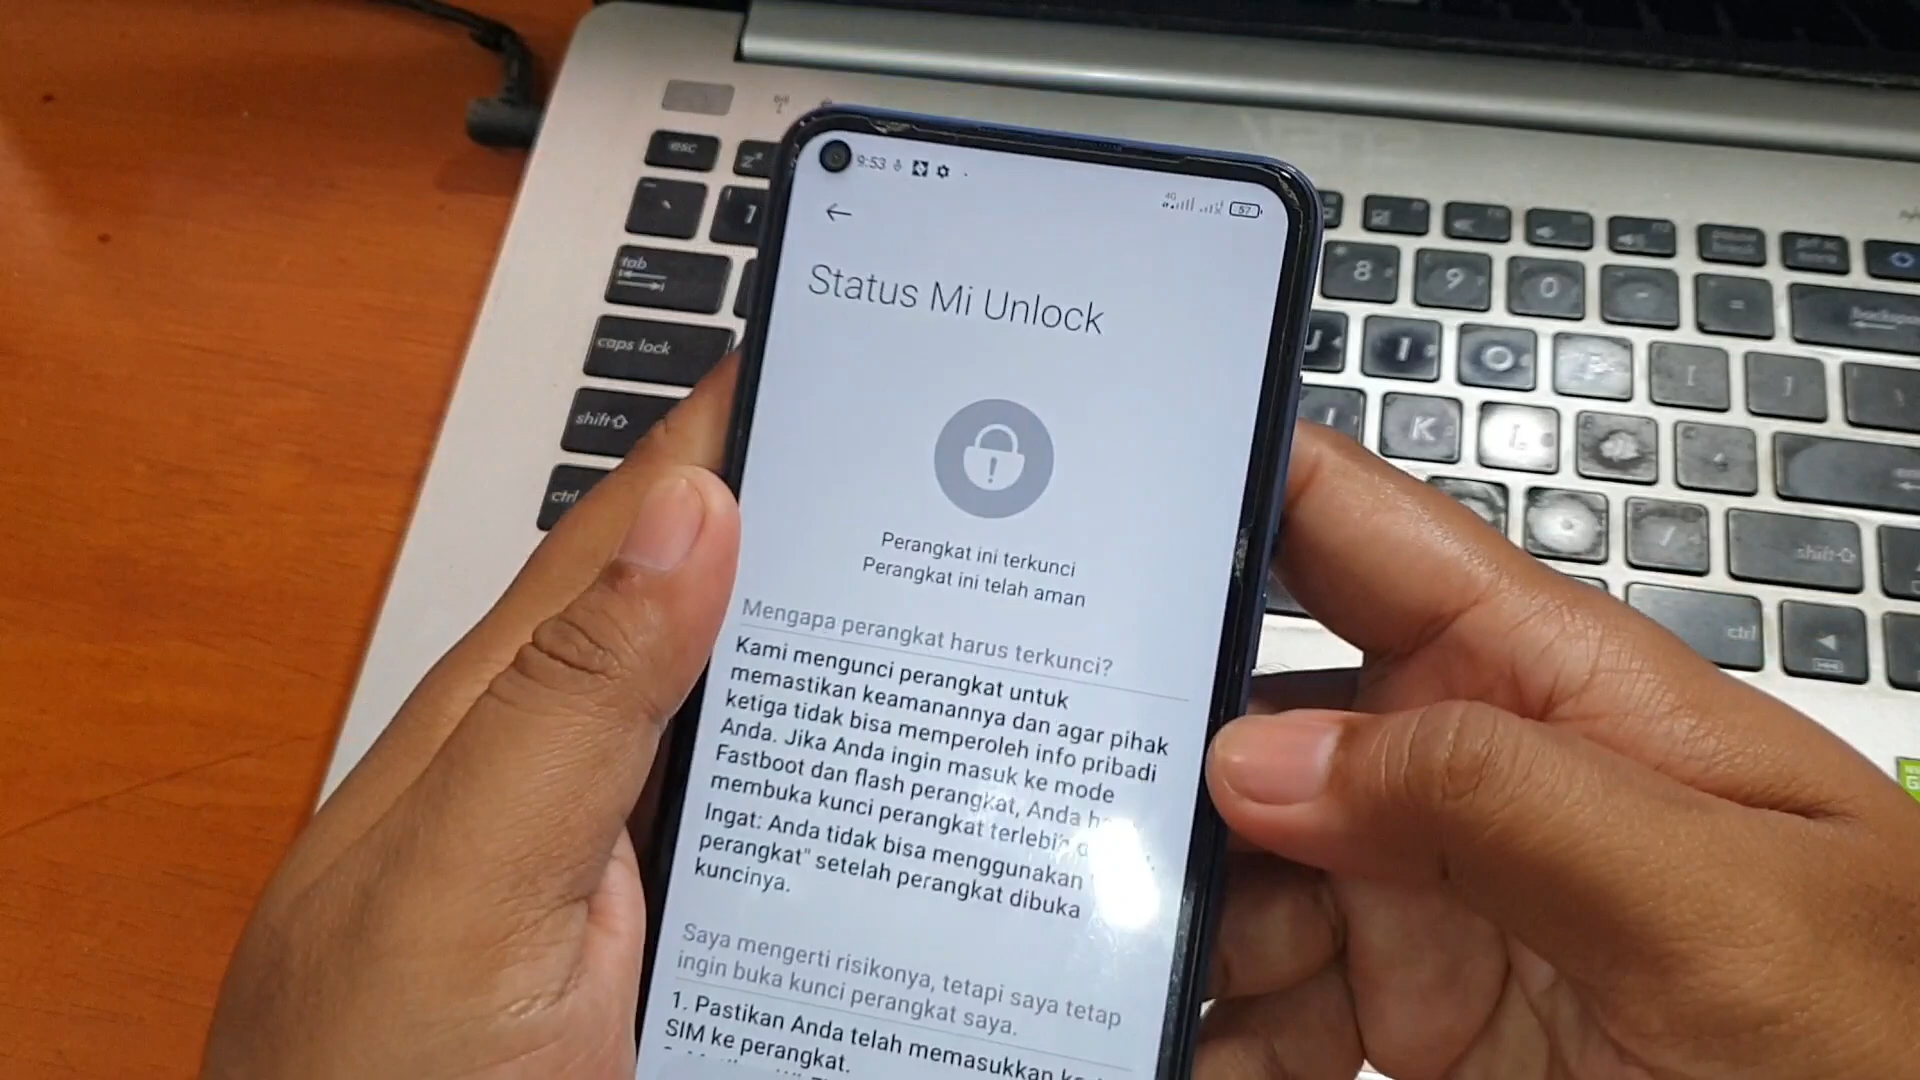 9:53
4G
57
Status Mi Unlock
Perangkat ini terkunci
Perangkat ini telah aman
Mengapa perangkat harus terkunci?
Kami mengunci perangkat untuk
memastikan keamanannya dan agar pihak
ketiga tidak bisa memperoleh info pribadi
Anda. Jika Anda ingin masuk ke mode
Fastboot dan flash perangkat, Anda
membuka kunci perangkat
Ingat: Anda tidak bisa menggunakan
perangkat" setelah perangkat dibuka
kuncinya.
Saya mengerti risikonya, tetapi saya tetap
ingin buka kunci perangkat saya.
1. Pastikan Anda telah memasukkan
SIM ke perangkat.
esc
tab
caps lock
shift
ctrl
1
8
9
0
-
=
U
I
O
[
]
K
L
/
shift
ctrl